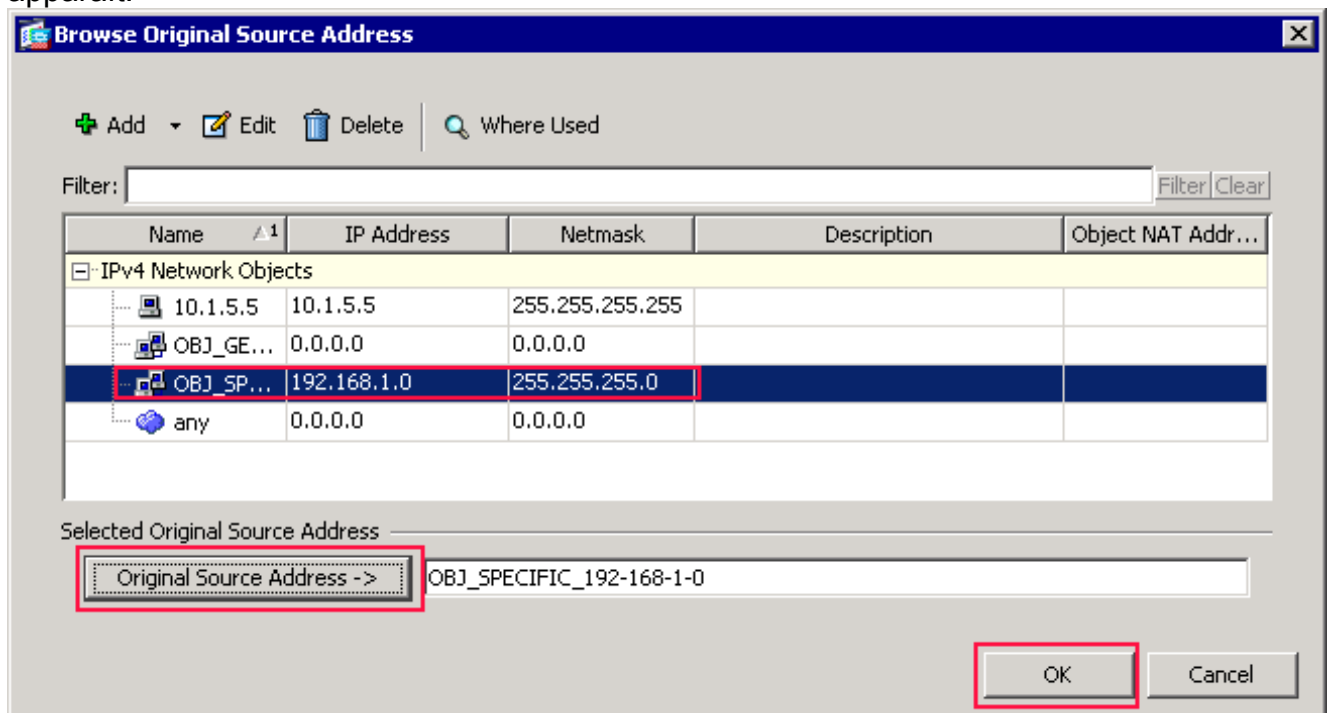 apparaît.
Browse Original Source Address
Add Edit Delete Where Used
Filter: Filter Clear
Name 1 IP Address Netmask Description Object NAT Addr...
IPv4 Network Objects
10.1.5.5 10.1.5.5 255.255.255.255
OBJ_GE... 0.0.0.0 0.0.0.0
OBJ_SP... 192.168.1.0 255.255.255.0
any 0.0.0.0 0.0.0.0
Selected Original Source Address
Original Source Address -> OBJ_SPECIFIC_192-168-1-0
OK Cancel